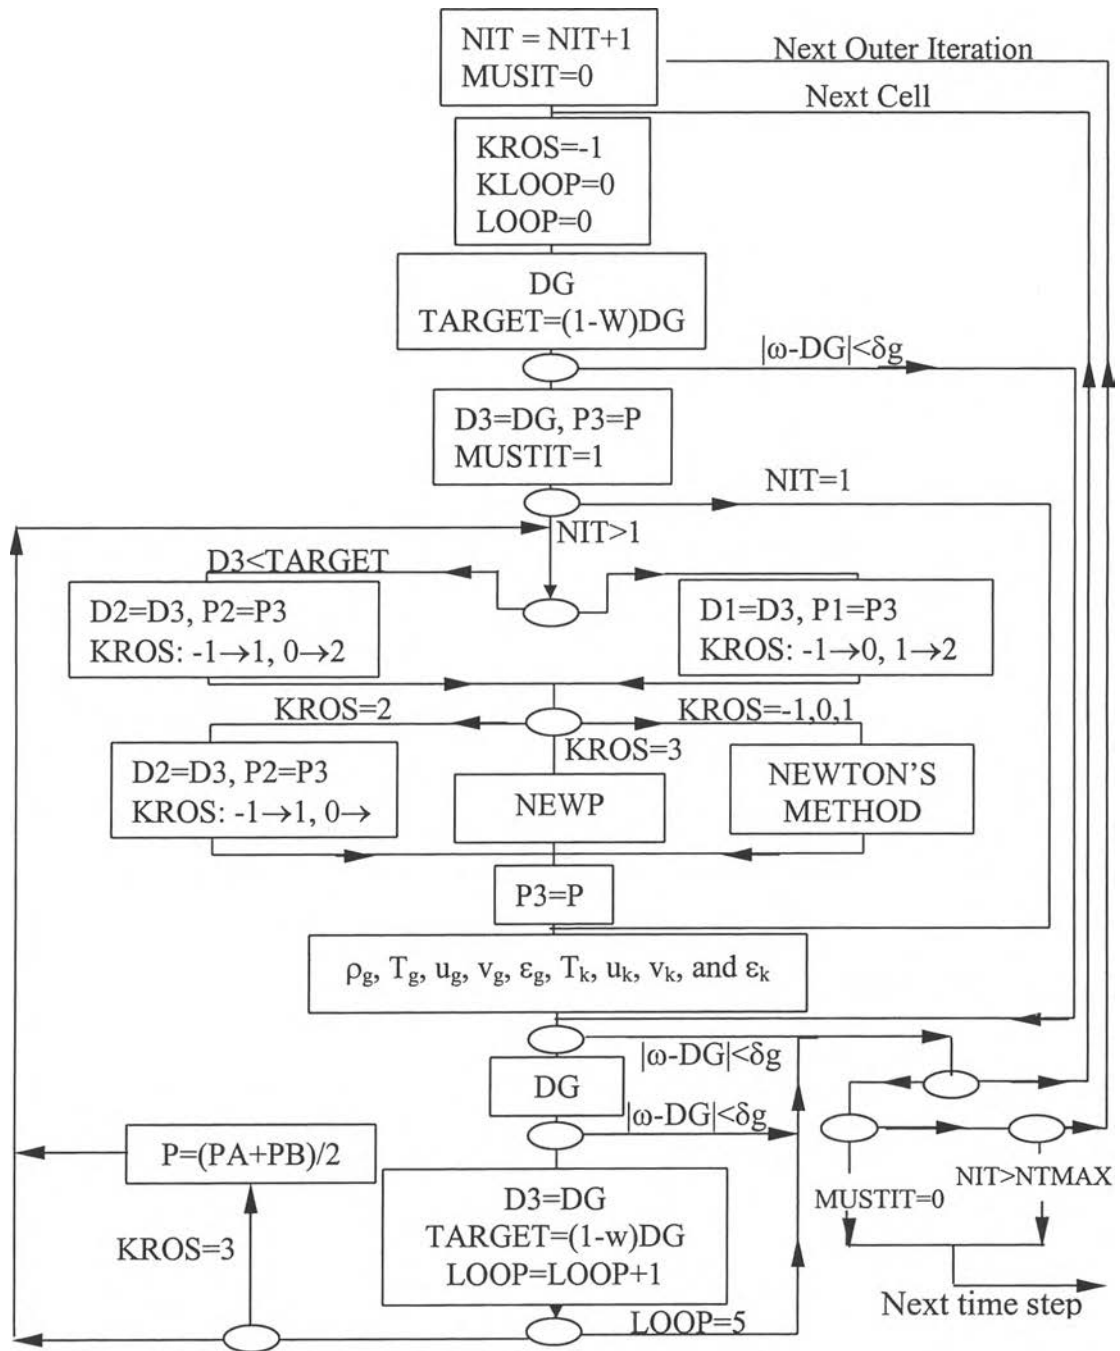 NIT = NIT+1
MUSIT=0
Next Outer Iteration
Next Cell
KROS=-1
KLOOP=0
LOOP=0
DG
TARGET=(1-W)DG
|ω-DG|<δg
D3=DG, P3=P
MUSTIT=1
NIT=1
NIT>1
D3<TARGET
D2=D3, P2=P3
KROS: -1→1, 0→2
D1=D3, P1=P3
KROS: -1→0, 1→2
KROS=2
KROS=-1,0,1
KROS=3
D2=D3, P2=P3
KROS: -1→1, 0→
NEWP
NEWTON'S
METHOD
P3=P
ρg, Tg, ug, vg, εg, Tk, uk, vk, and εk
|ω-DG|<δg
DG
|ω-DG|<δg
P=(PA+PB)/2
D3=DG
TARGET=(1-w)DG
LOOP=LOOP+1
MUSTIT=0
NIT>NTMAX
KROS=3
LOOP=5
Next time step